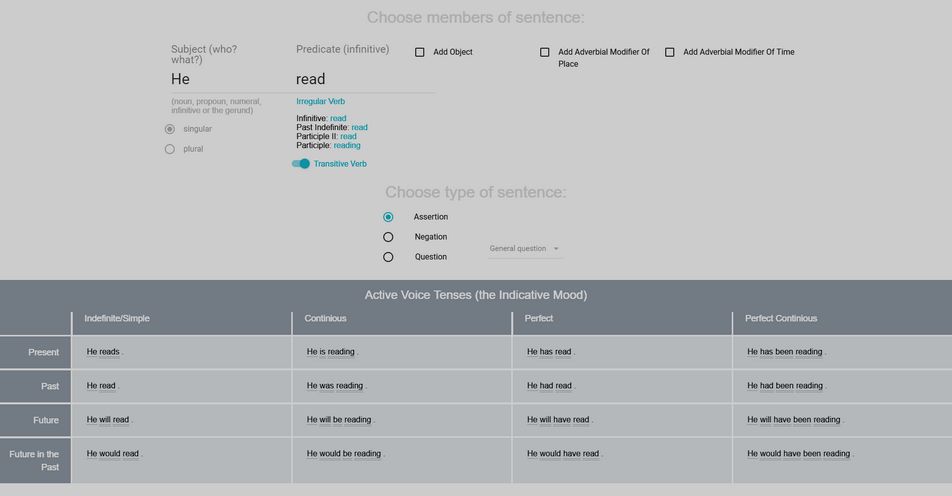 Choose members of sentence:
Subject (who? what?)
He
(noun, pronoun, numeral, infinitive or the gerund)
singular
plural
Predicate (infinitive)
read
Irregular Verb
Infinitive: read
Past Indefinite: read
Participle II: read
Participle: reading
Transitive Verb
Add Object
Add Adverbial Modifier Of Place
Add Adverbial Modifier Of Time
Choose type of sentence:
Assertion
Negation
Question
General question
Active Voice Tenses (the Indicative Mood)
Indefinite/Simple Continious Perfect Perfect Continious
Present He reads . He is reading . He has read . He has been reading .
Past He read . He was reading . He had read . He had been reading .
Future He will read . He will be reading . He will have read . He will have been reading .
Future in the Past He would read . He would be reading . He would have read . He would have been reading .